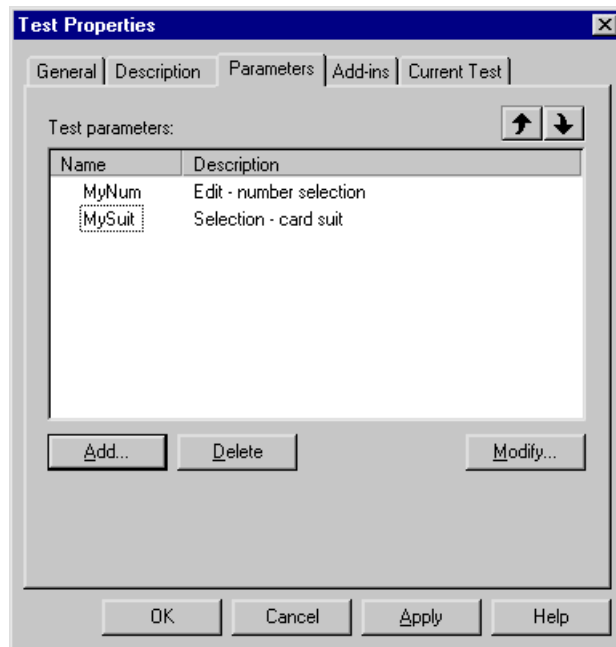 Test Properties
General Description Parameters Add-ins Current Test
Test parameters:
Name Description
MyNum Edit - number selection
MySuit Selection - card suit
Add... Delete Modify...
OK Cancel Apply Help